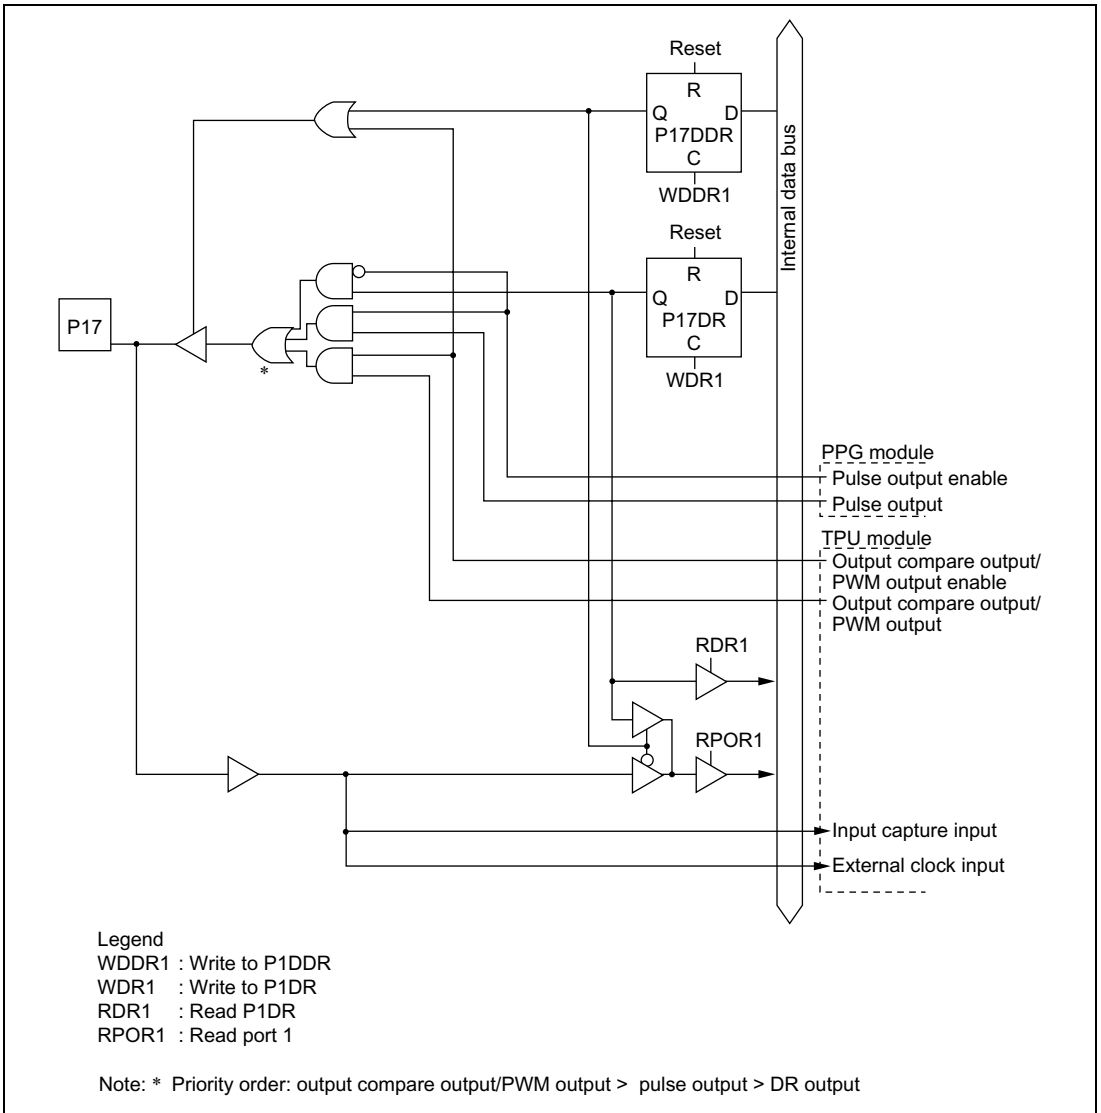 Reset
R
Q D
P17DDR
C
WDDR1
Internal data bus
Reset
R
Q D
P17DR
C
WDR1
P17
*
PPG module
Pulse output enable
Pulse output
TPU module
Output compare output/
PWM output enable
Output compare output/
PWM output
RDR1
RPOR1
Input capture input
External clock input
Legend
WDDR1 : Write to P1DDR
WDR1 : Write to P1DR
RDR1 : Read P1DR
RPOR1 : Read port 1
Note: * Priority order: output compare output/PWM output > pulse output > DR output